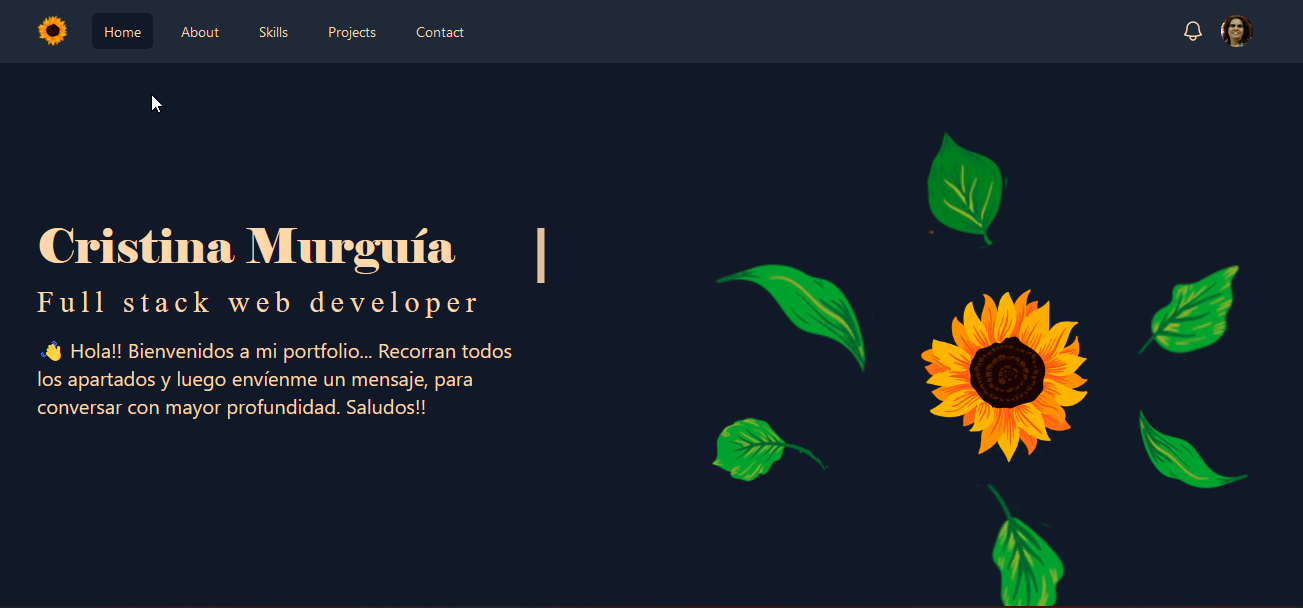 Home About Skills Projects Contact
Cristina Murguía
Full stack web developer
👋 Hola!! Bienvenidos a mi portfolio... Recorran todos
los apartados y luego envíenme un mensaje, para
conversar con mayor profundidad. Saludos!!